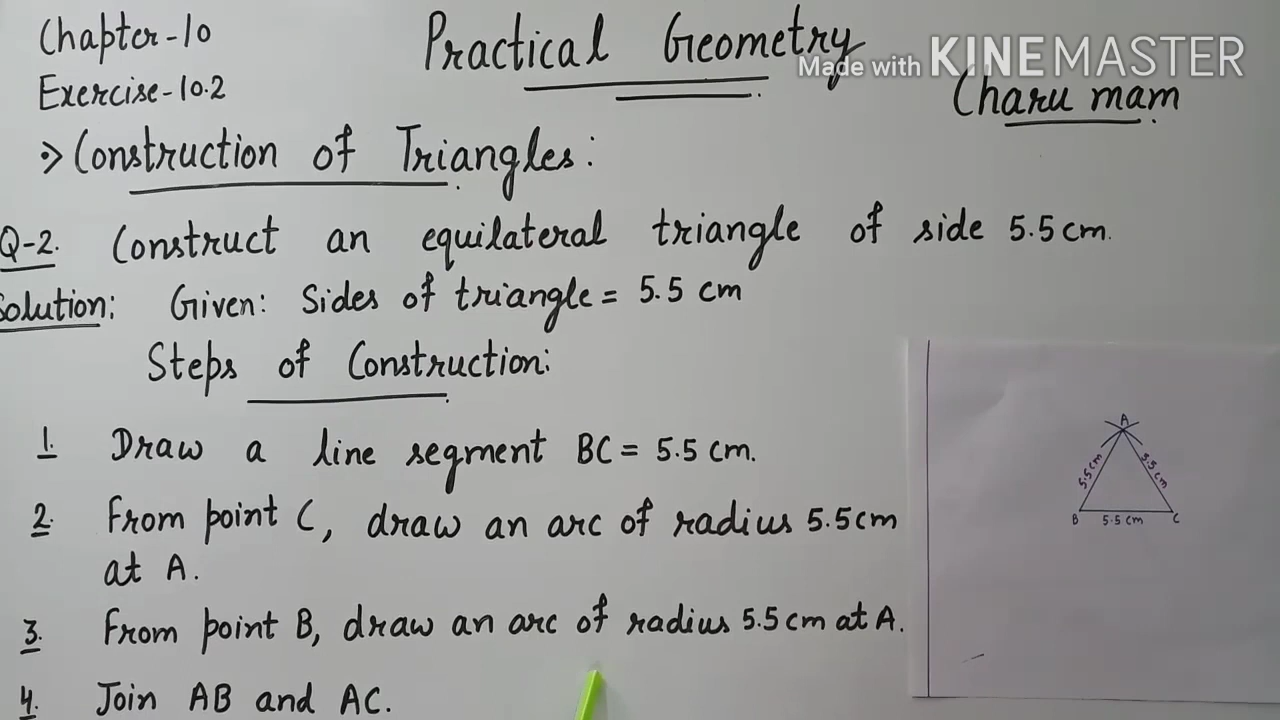 Chapter-10
Practical Geometry
Made with KINEMASTER
Exercise-10.2
Charu mam
Construction of Triangles:
Q-2. Construct an equilateral triangle of side 5.5 cm.
Solution: Given: Sides of triangle = 5.5 cm
Steps of Construction:
1. Draw a line segment BC = 5.5 cm.
2. From point C, draw an arc of radius 5.5cm
at A.
3. From point B, draw an arc of radius 5.5cm at A.
4. Join AB and AC.
A
5.5 cm
5.5 cm
B 5.5 cm C